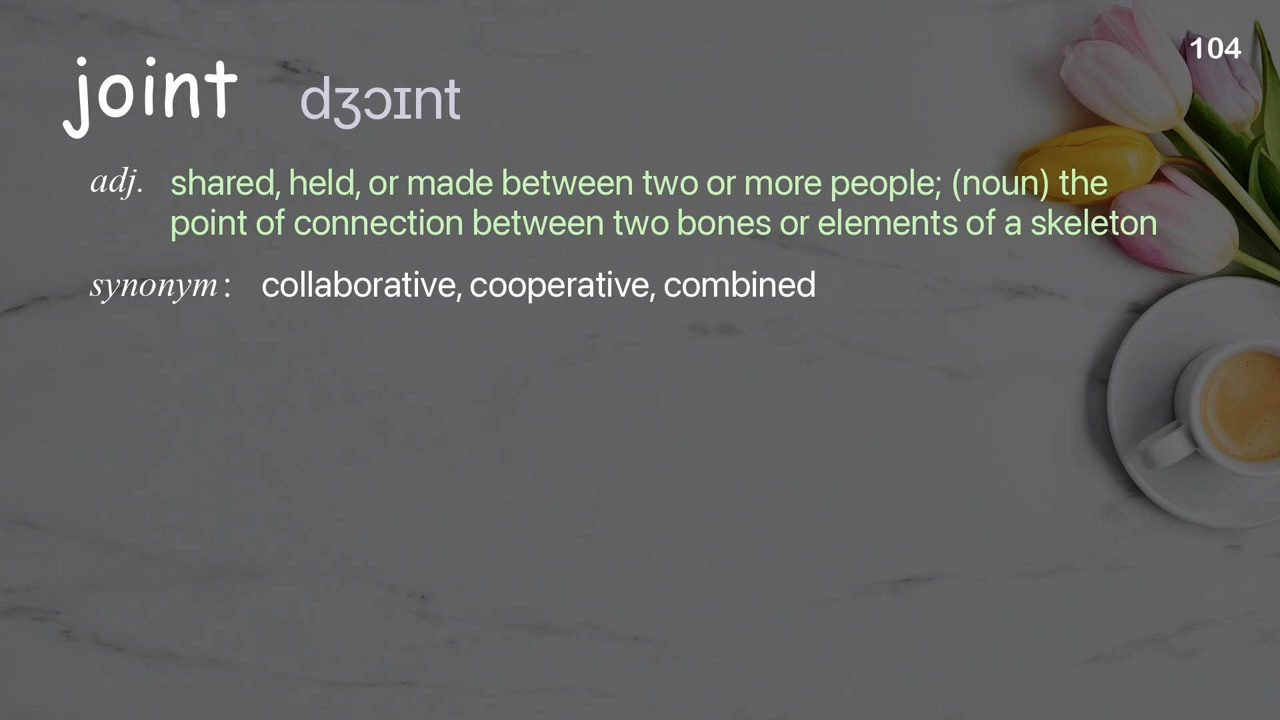 104
joint dʒɔɪnt
adj. shared, held, or made between two or more people; (noun) the
point of connection between two bones or elements of a skeleton
synonym : collaborative, cooperative, combined